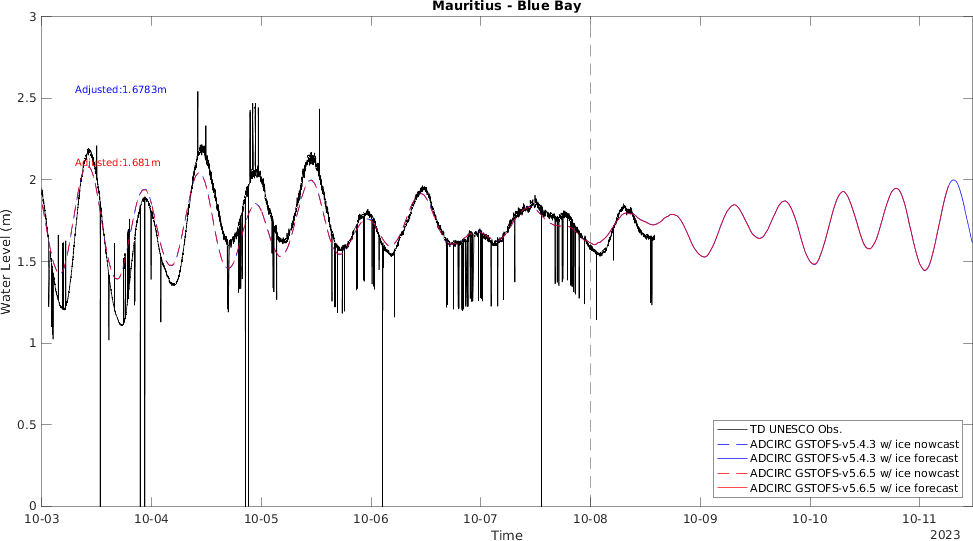 Mauritius - Blue Bay
3
2.5
2
1.5
1
0.5
0
Water Level (m)
Adjusted:1.6783m
Adjusted:1.681m
TD UNESCO Obs.
ADCIRC GSTOFS-v5.4.3 w/ ice nowcast
ADCIRC GSTOFS-v5.4.3 w/ ice forecast
ADCIRC GSTOFS-v5.6.5 w/ ice nowcast
ADCIRC GSTOFS-v5.6.5 w/ ice forecast
10-03 10-04 10-05 10-06 10-07 10-08 10-09 10-10 10-11
Time
2023